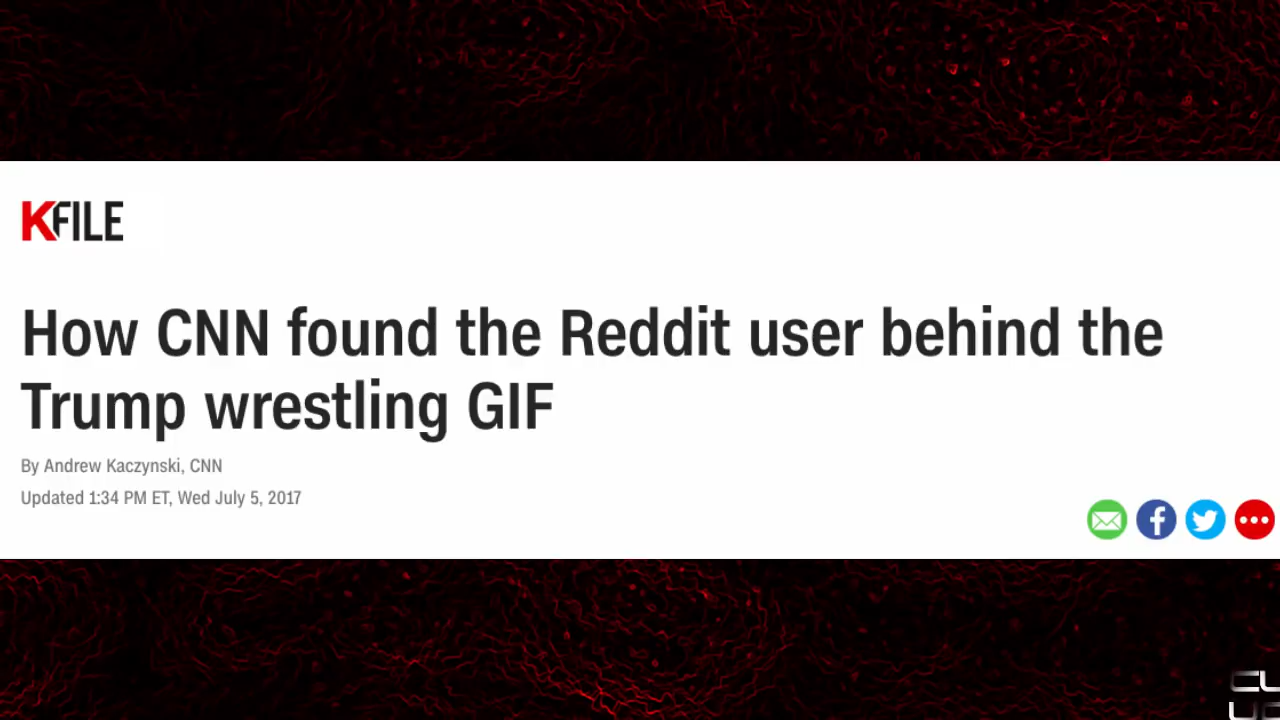 KFILE
How CNN found the Reddit user behind the
Trump wrestling GIF
By Andrew Kaczynski, CNN
Updated 1:34 PM ET, Wed July 5, 2017